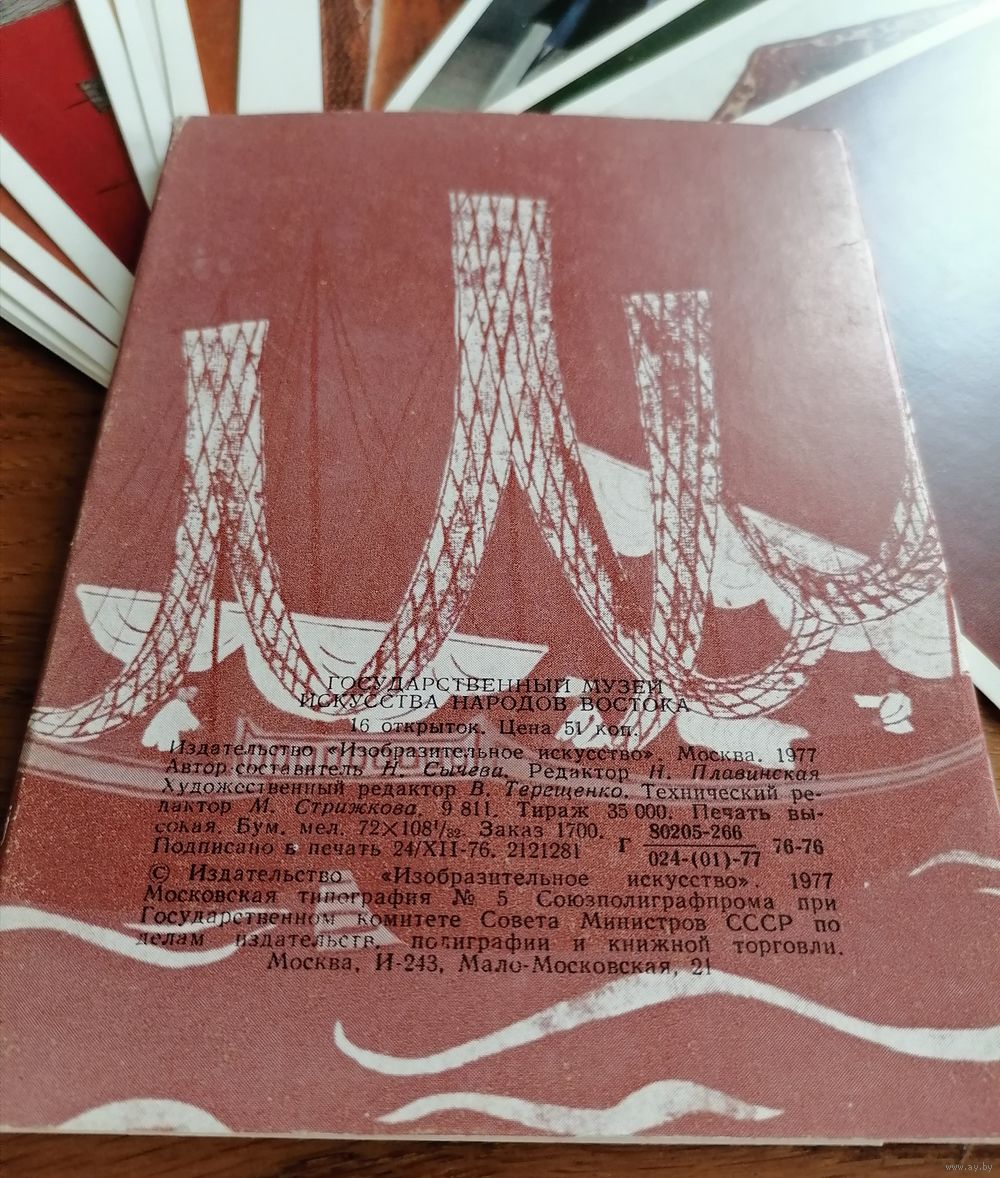 ГОСУДАРСТВЕННЫЙ МУЗЕЙ
ИСКУССТВА НАРОДОВ ВОСТОКА
16 открыток. Цена 51 коп.
Издательство «Изобразительное искусство». Москва. 1977
Автор-составитель Н. Сычева. Редактор Н. Плавинская
Художественный редактор В. Терещенко. Технический ре-
дактор М. Стрижкова. 9 811. Тираж 35 000. Печать вы-
сокая. Бум. мел. 72×108¹/₃₂. Заказ 1700.
Подписано в печать 24/XII-76. 2121281
Г 80205-266 / 024-(01)-77 76-76
© Издательство «Изобразительное искусство». 1977
Московская типография № 5 Союзполиграфпрома при
Государственном комитете Совета Министров СССР по
делам издательств, полиграфии и книжной торговли.
Москва, И-243, Мало-Московская, 21
www.ay.by